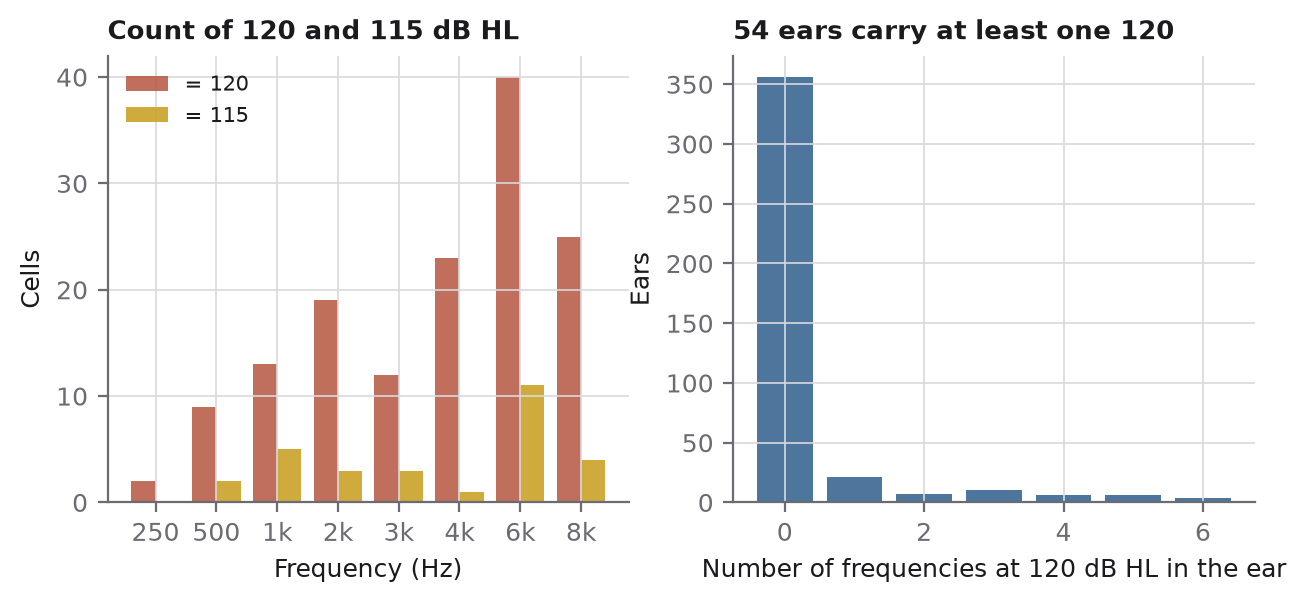 Count of 120 and 115 dB HL
= 120
= 115
Cells
40
30
20
10
0
250 500 1k 2k 3k 4k 6k 8k
Frequency (Hz)
54 ears carry at least one 120
Ears
350
300
250
200
150
100
50
0
0 2 4 6
Number of frequencies at 120 dB HL in the ear